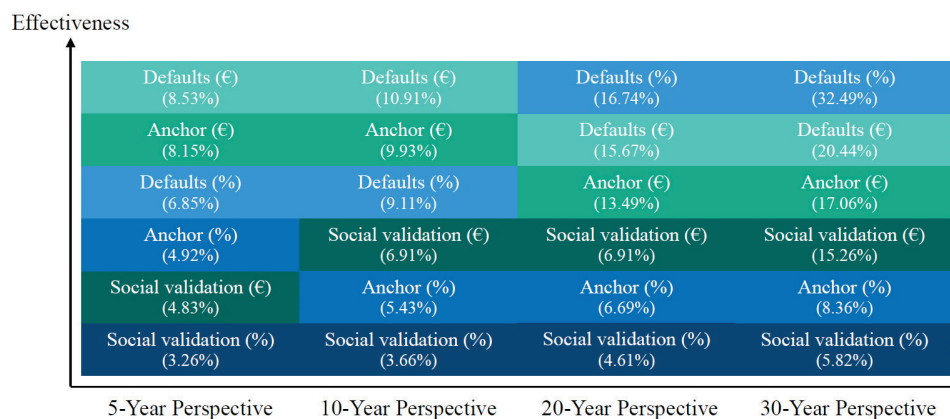 Effectiveness
Defaults (€) Defaults (€) Defaults (%) Defaults (%)
(8.53%) (10.91%) (16.74%) (32.49%)
Anchor (€) Anchor (€) Defaults (€) Defaults (€)
(8.15%) (9.93%) (15.67%) (20.44%)
Defaults (%) Defaults (%) Anchor (€) Anchor (€)
(6.85%) (9.11%) (13.49%) (17.06%)
Anchor (%) Social validation (€) Social validation (€) Social validation (€)
(4.92%) (6.91%) (6.91%) (15.26%)
Social validation (€) Anchor (%) Anchor (%) Anchor (%)
(4.83%) (5.43%) (6.69%) (8.36%)
Social validation (%) Social validation (%) Social validation (%) Social validation (%)
(3.26%) (3.66%) (4.61%) (5.82%)
5-Year Perspective 10-Year Perspective 20-Year Perspective 30-Year Perspective